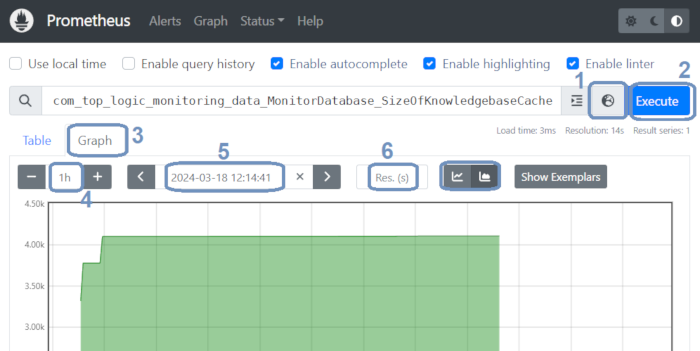 Prometheus Alerts Graph Status Help
Use local time Enable query history Enable autocomplete Enable highlighting Enable linter
1 2
com_top_logic_monitoring_data_MonitorDatabase_SizeOfKnowledgebaseCache Execute
Load time: 3ms Resolution: 14s Result series: 1
Table Graph 3
5 6
1h 2024-03-18 12:14:41 Res. (s) Show Exemplars
4
4.50k
4.00k
3.50k
3.00k